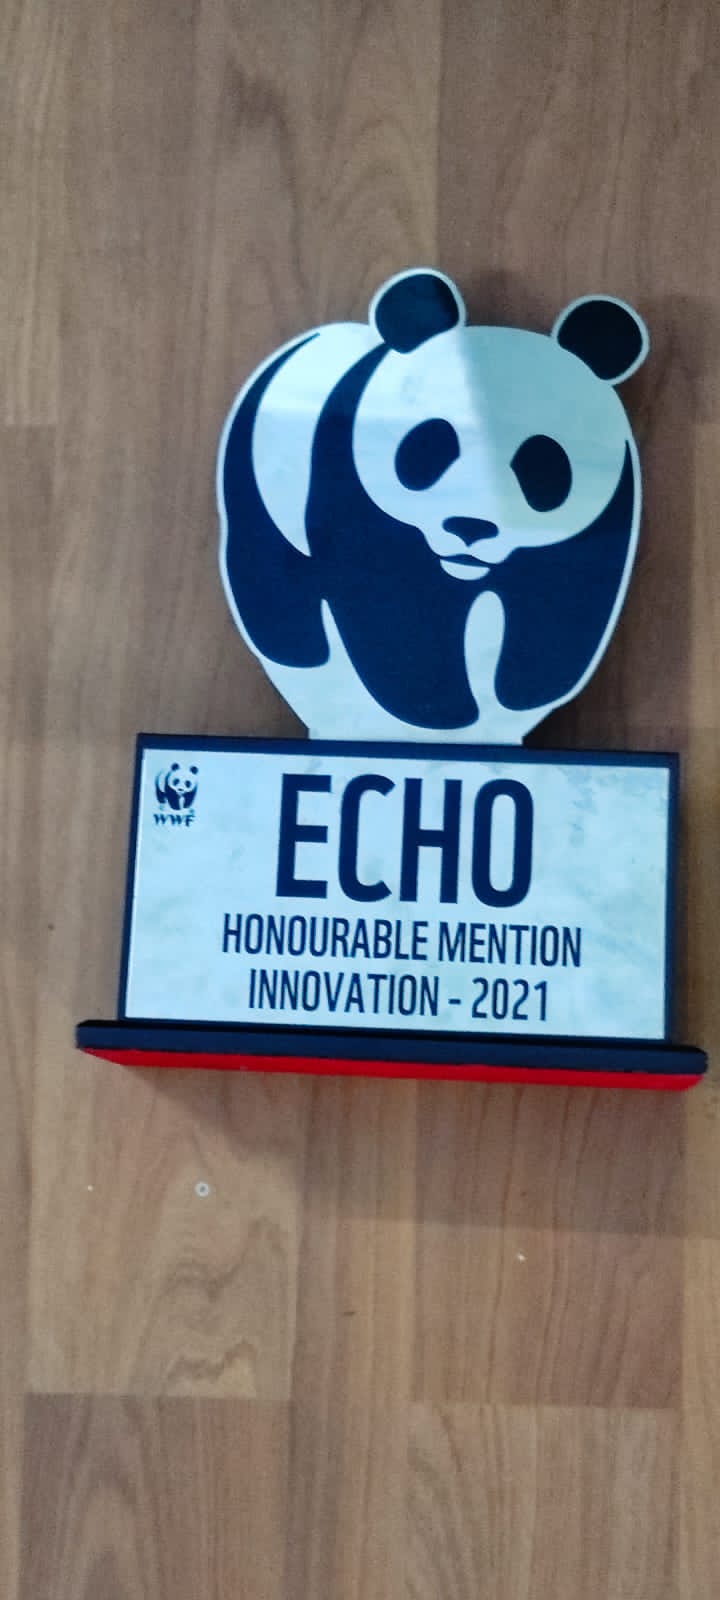 WWF
ECHO
HONOURABLE MENTION
INNOVATION - 2021